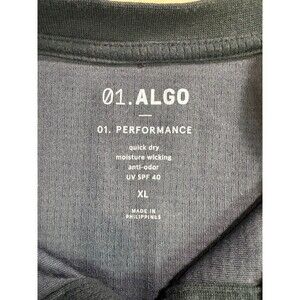 01.ALGO
01. PERFORMANCE
quick dry
moisture wicking
anti-odor
UV SPF 40
XL
MADE IN
PHILIPPINES